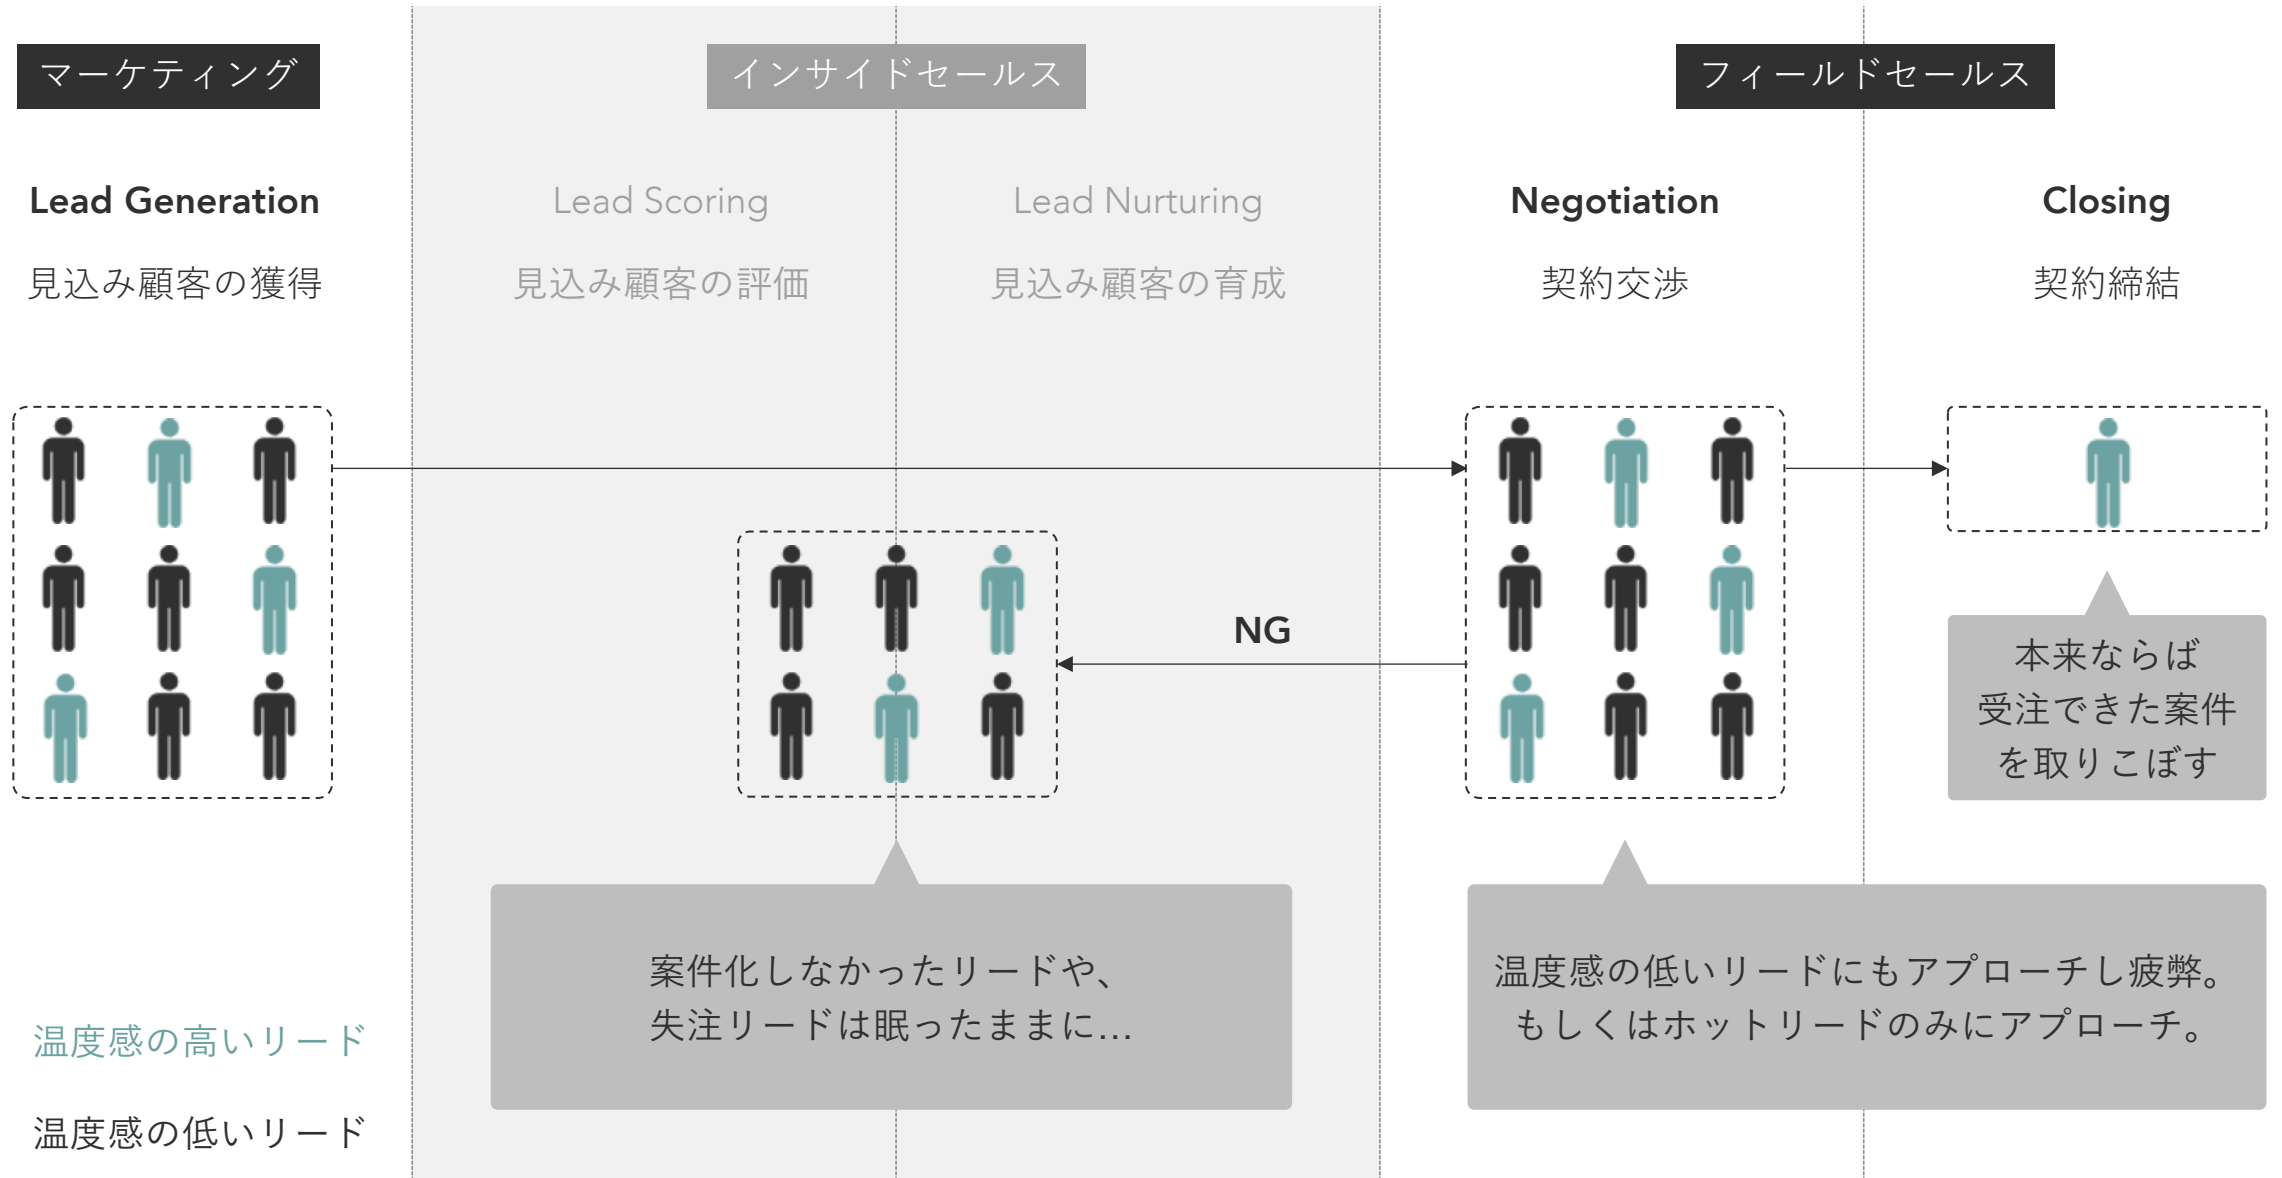 マーケティング
インサイドセールス
フィールドセールス
Lead Generation
Lead Scoring
Lead Nurturing
Negotiation
Closing
見込み顧客の獲得
見込み顧客の評価
見込み顧客の育成
契約交渉
契約締結
NG
本来ならば
受注できた案件
を取りこぼす
案件化しなかったリードや、
失注リードは眠ったままに…
温度感の低いリードにもアプローチし疲弊。
もしくはホットリードのみにアプローチ。
温度感の高いリード
温度感の低いリード